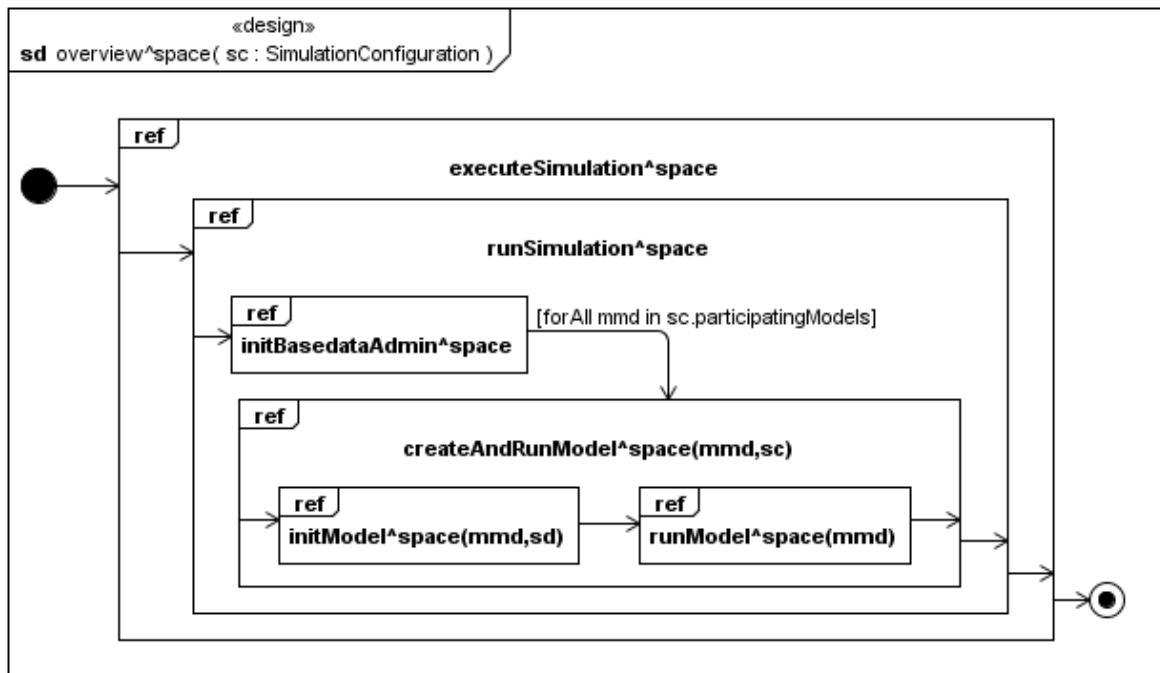 «design»
sd overview^space( sc : SimulationConfiguration )
ref
executeSimulation^space
ref
runSimulation^space
ref
[forAll mmd in sc.participatingModels]
initBasedataAdmin^space
ref
createAndRunModel^space(mmd,sc)
ref
initModel^space(mmd,sd)
ref
runModel^space(mmd)